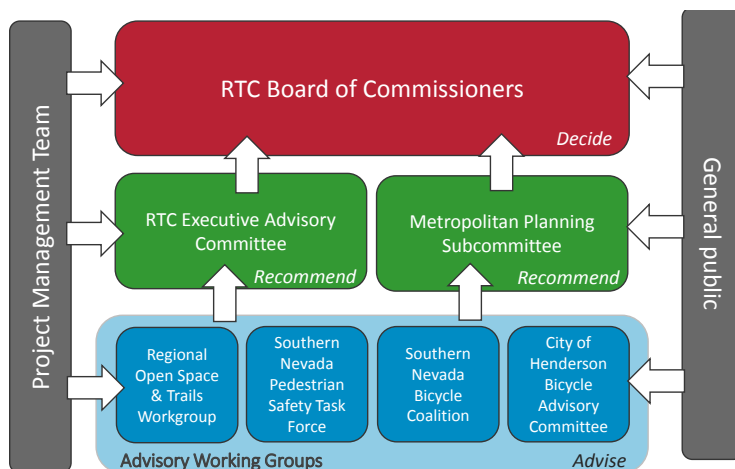 Project Management Team
RTC Board of Commissioners
Decide
General public
RTC Executive Advisory
Committee
Recommend
Metropolitan Planning
Subcommittee
Recommend
Regional
Open Space
& Trails
Workgroup
Southern
Nevada
Pedestrian
Safety Task
Force
Southern
Nevada
Bicycle
Coalition
City of
Henderson
Bicycle
Advisory
Committee
Advisory Working Groups
Advise